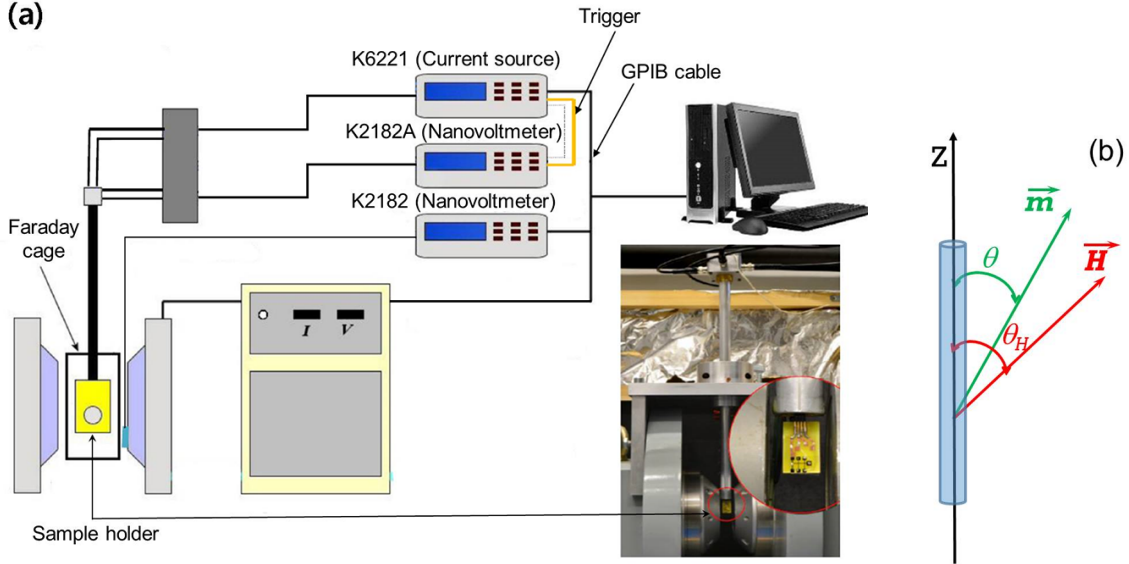 (a)
Trigger
K6221 (Current source)
GPIB cable
K2182A (Nanovoltmeter)
K2182 (Nanovoltmeter)
Faraday
cage
I V
Sample holder
(b)
Z
m
H
θ
θH